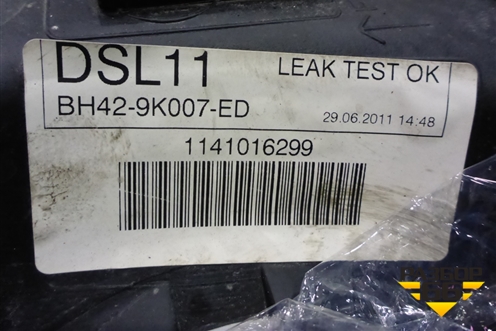 DSL11
LEAK TEST OK
BH42-9K007-ED
29.06.2011 14:48
1141016299